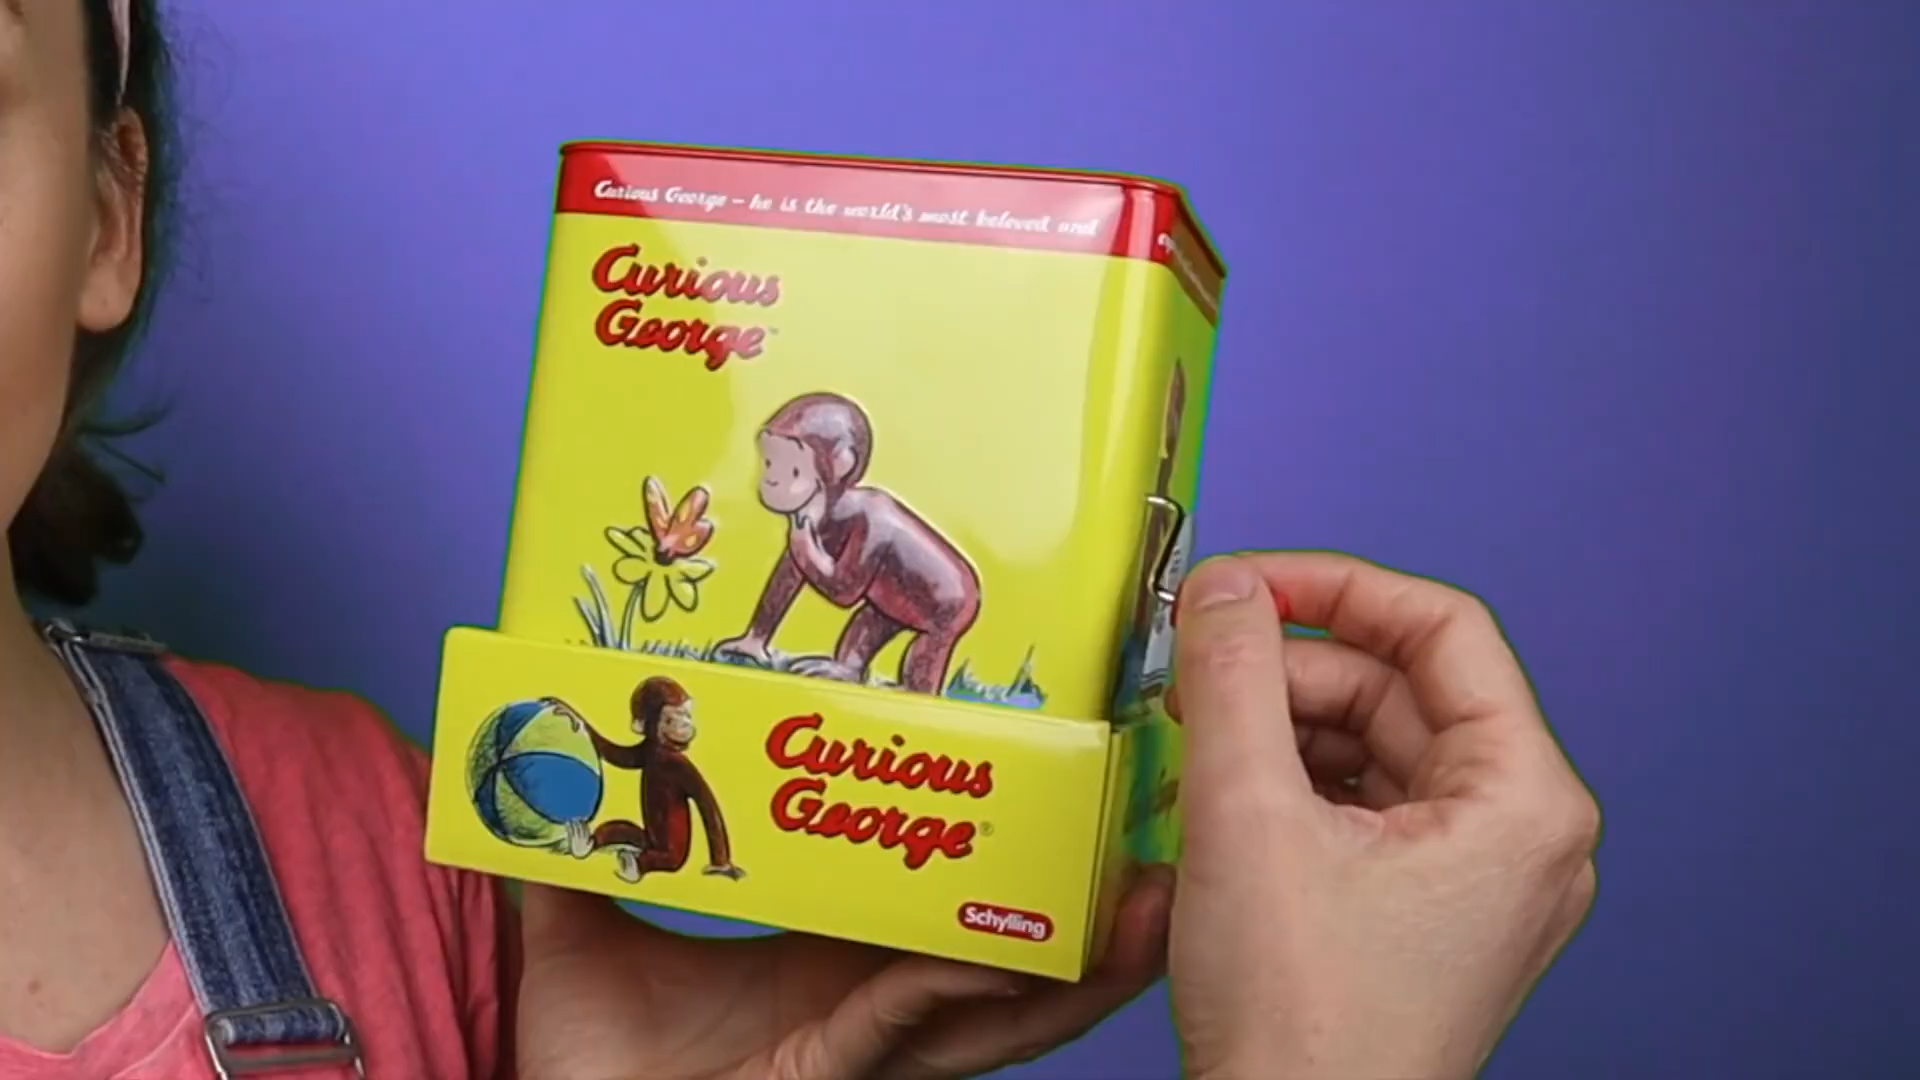 Curious George – he is the world's most beloved and
Curious
George™
Curious
George®
Schylling